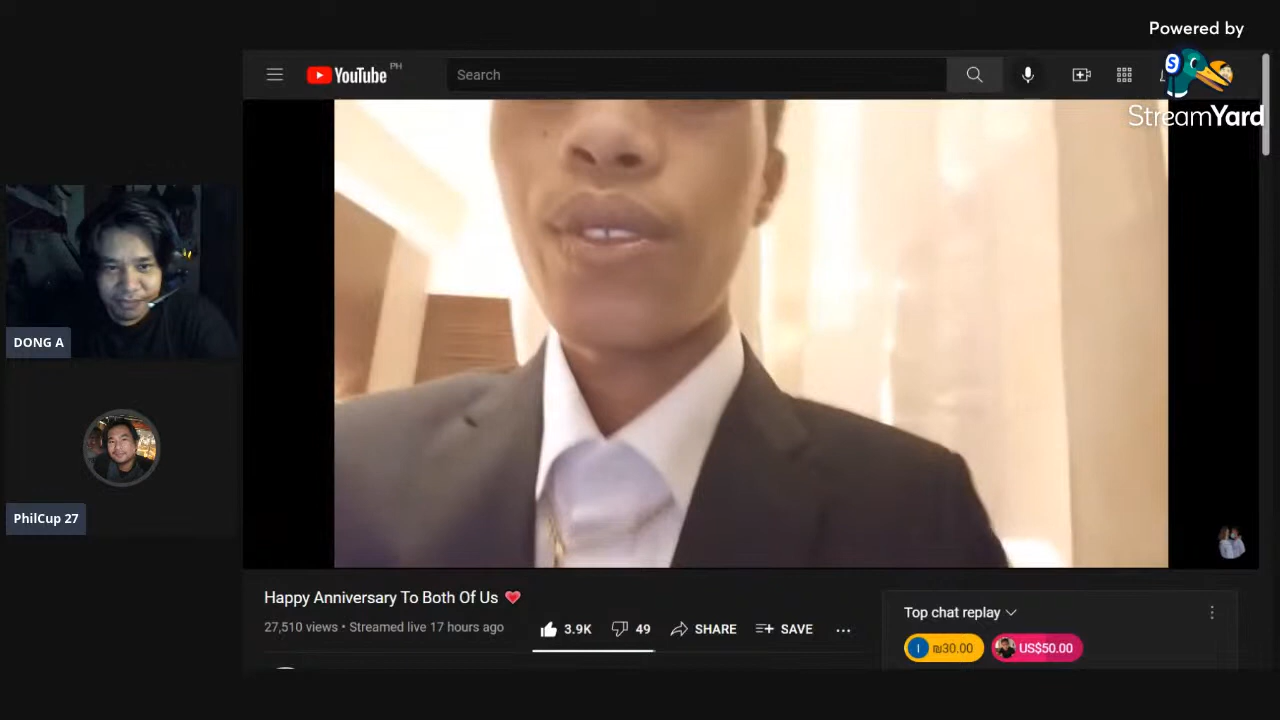 Powered by
StreamYard
YouTube PH
Search
S
DONG A
PhilCup 27
Happy Anniversary To Both Of Us
27,510 views • Streamed live 17 hours ago
3.9K
49
SHARE
SAVE
Top chat replay
I
₪30.00
US$50.00